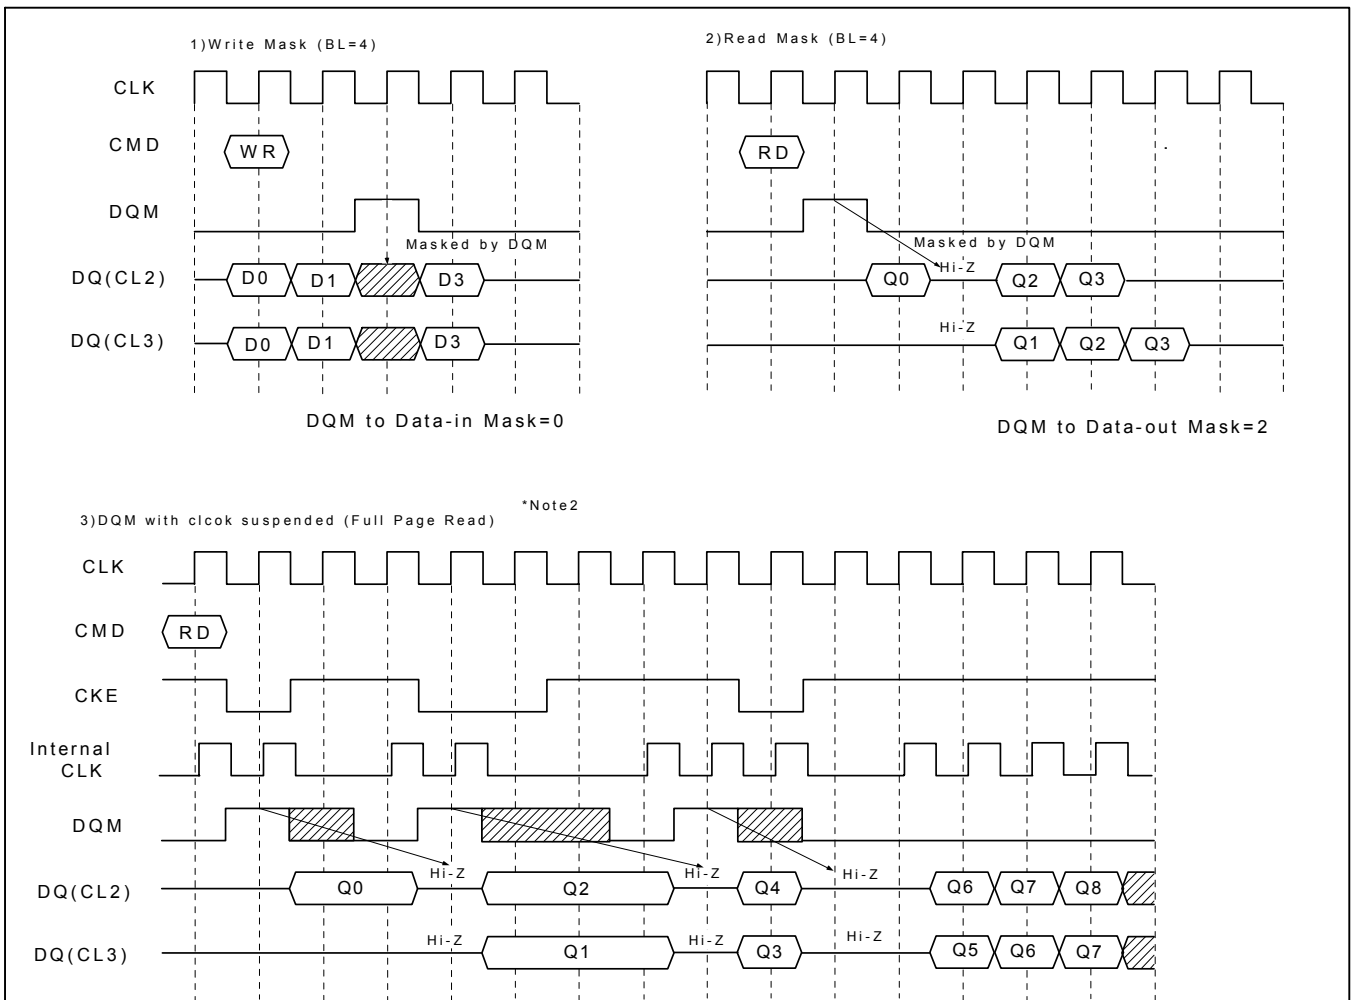 1)Write Mask (BL=4)
2)Read Mask (BL=4)
CLK
CMD
WR
RD
DQM
Masked by DQM
Masked by DQM
DQ(CL2)
D0
D1
D3
Q0
Hi-Z
Q2
Q3
DQ(CL3)
D0
D1
D3
Hi-Z
Q1
Q2
Q3
DQM to Data-in Mask=0
DQM to Data-out Mask=2
*Note2
3)DQM with clcok suspended (Full Page Read)
CLK
CMD
RD
CKE
Internal
CLK
DQM
DQ(CL2)
Q0
Hi-Z
Q2
Hi-Z
Q4
Hi-Z
Q6
Q7
Q8
DQ(CL3)
Hi-Z
Q1
Hi-Z
Q3
Hi-Z
Q5
Q6
Q7